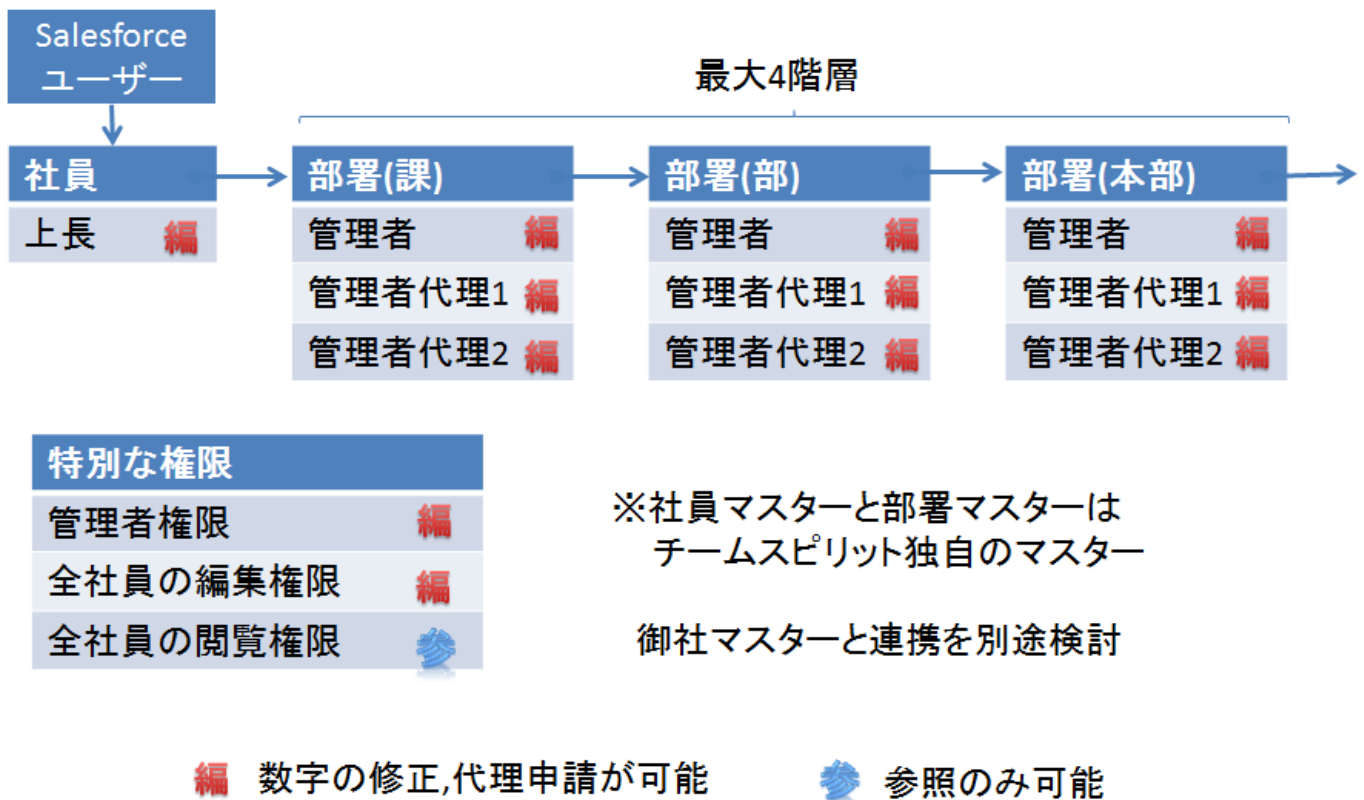 Salesforce
ユーザー
最大4階層
社員
上長 編
部署(課)
管理者 編
管理者代理1 編
管理者代理2 編
部署(部)
管理者 編
管理者代理1 編
管理者代理2 編
部署(本部)
管理者 編
管理者代理1 編
管理者代理2 編
特別な権限
管理者権限 編
全社員の編集権限 編
全社員の閲覧権限 参
※社員マスターと部署マスターは
チームスピリット独自のマスター
御社マスターと連携を別途検討
編 数字の修正,代理申請が可能
参 参照のみ可能